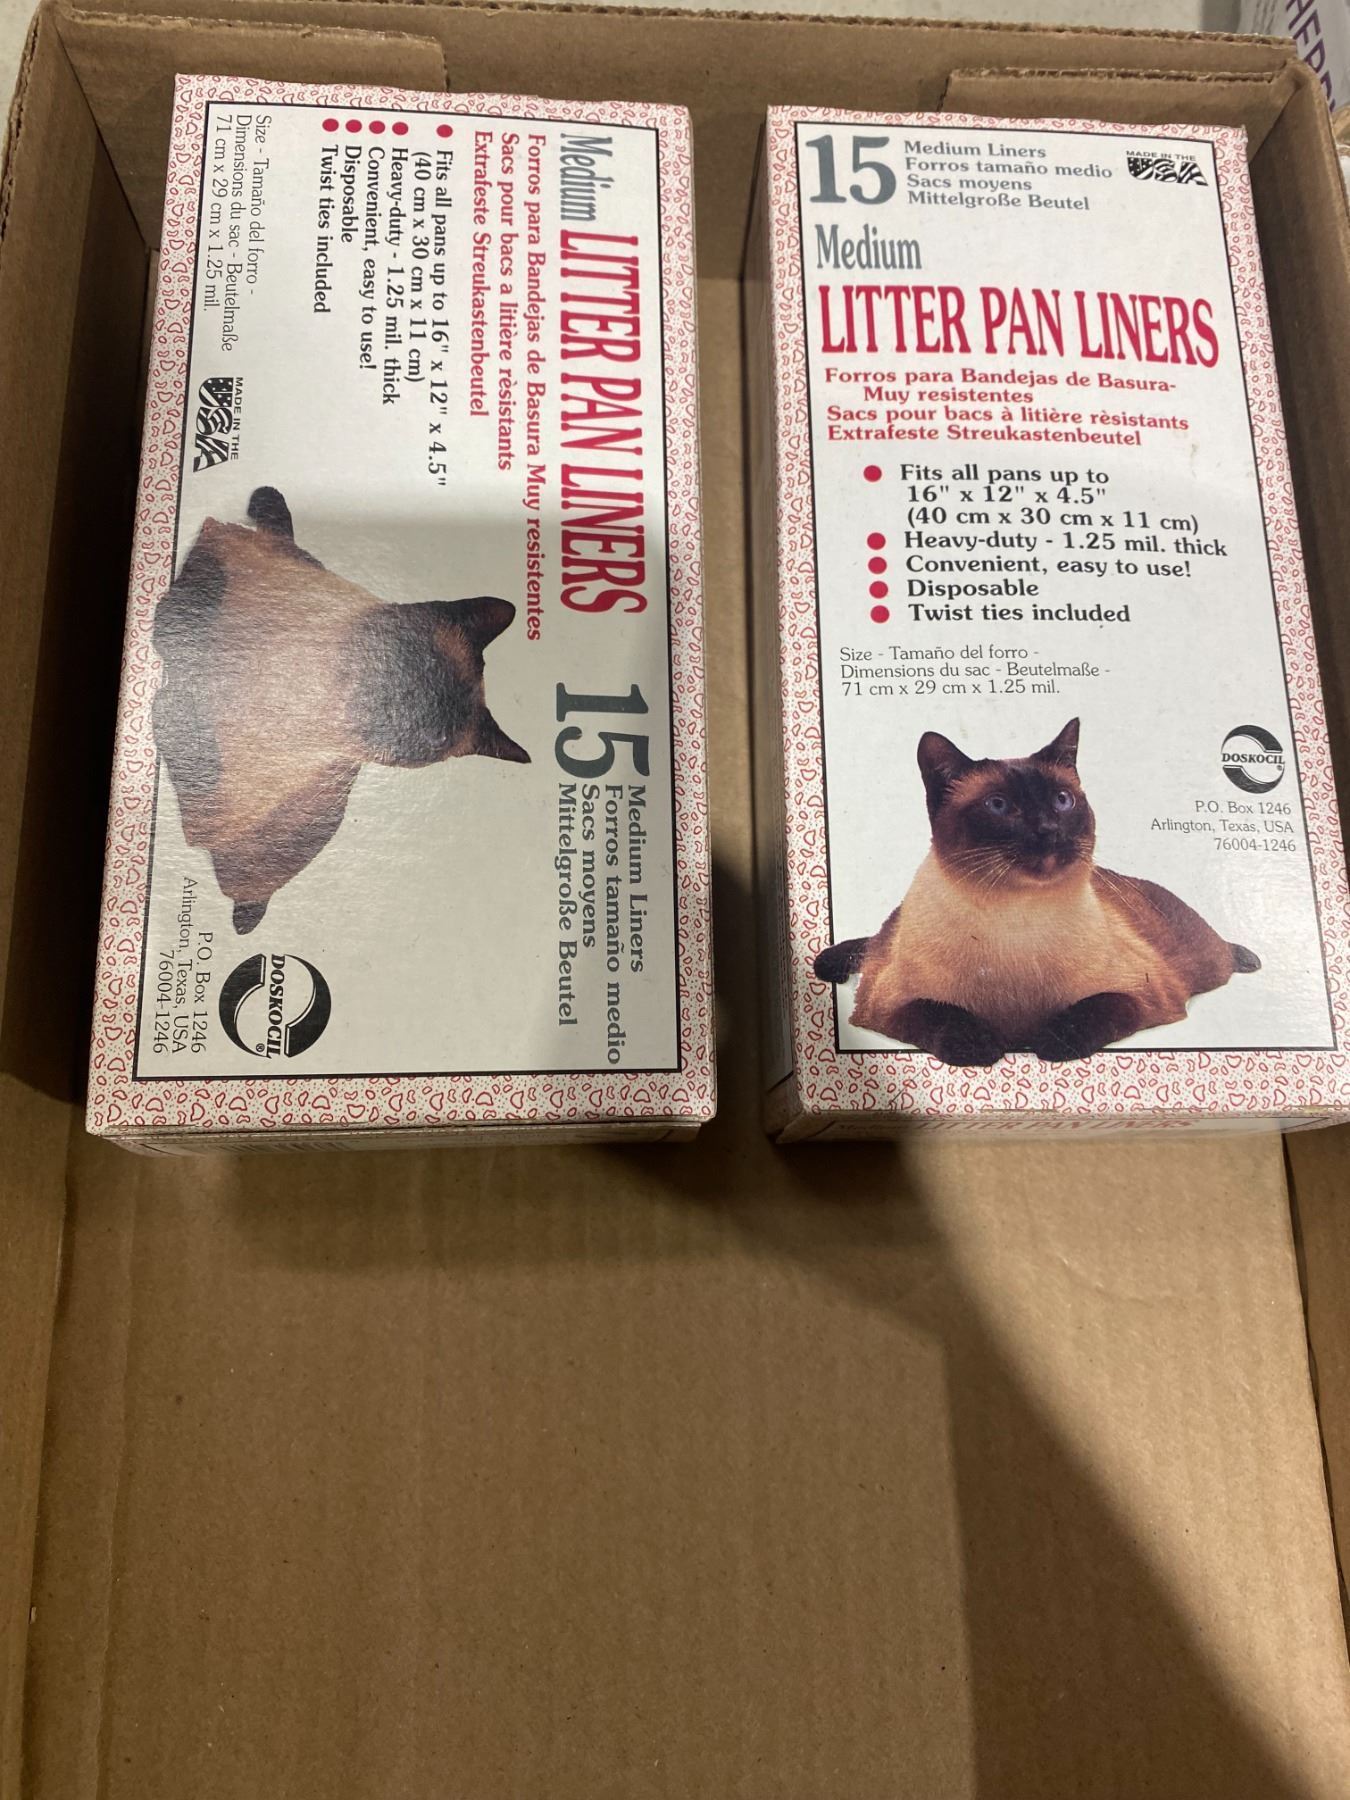 Medium LITTER PAN LINERS
Forros para Bandejas de Basura Muy resistentes
Sacs pour bacs a litière rèsistants
Extrafeste Streukastenbeutel
15 Medium Liners
Forros tamaño medio
Sacs moyens
Mittelgroße Beutel
Fits all pans up to 16" x 12" x 4.5"
(40 cm x 30 cm x 11 cm)
Heavy-duty - 1.25 mil. thick
Convenient, easy to use!
Disposable
Twist ties included
Size - Tamaño del forro -
Dimensions du sac - Beutelmaße
71 cm x 29 cm x 1.25 mil.
MADE IN THE
USA
DOSKOCIL®
P.O. Box 1246
Arlington, Texas, USA
76004-1246
15 Medium Liners
Forros tamaño medio
Sacs moyens
Mittelgroße Beutel
MADE IN THE
USA
Medium
LITTER PAN LINERS
Forros para Bandejas de Basura-
Muy resistentes
Sacs pour bacs à litière rèsistants
Extrafeste Streukastenbeutel
Fits all pans up to
16" x 12" x 4.5"
(40 cm x 30 cm x 11 cm)
Heavy-duty - 1.25 mil. thick
Convenient, easy to use!
Disposable
Twist ties included
Size - Tamaño del forro -
Dimensions du sac - Beutelmaße -
71 cm x 29 cm x 1.25 mil.
DOSKOCIL®
P.O. Box 1246
Arlington, Texas, USA
76004-1246
LITTER PAN LINERS